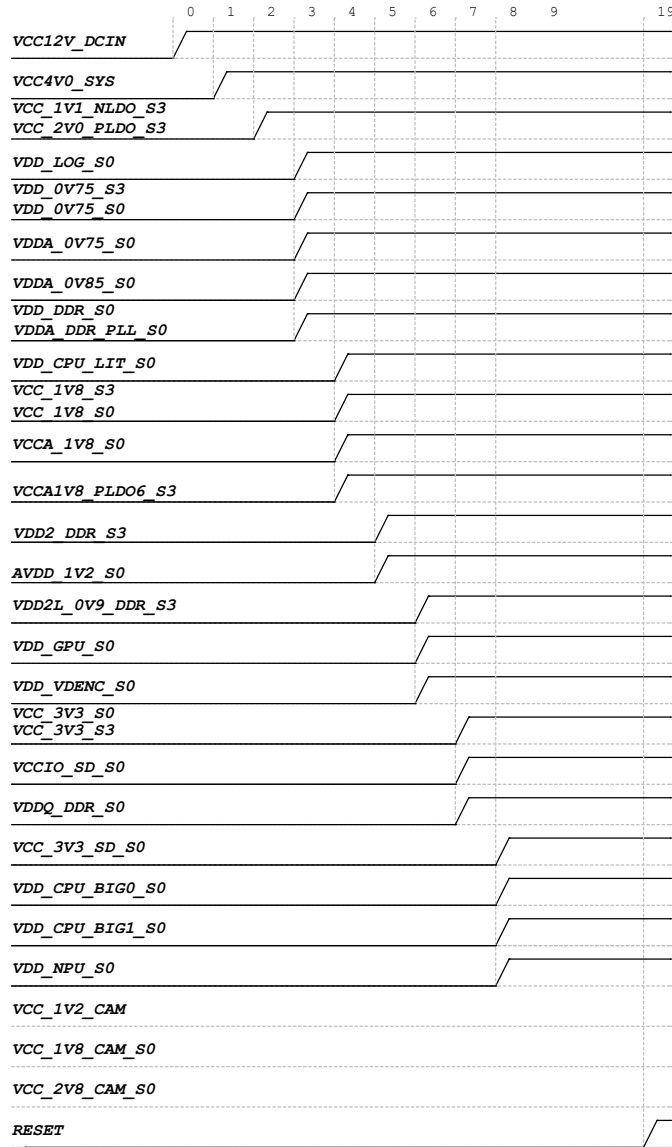 0 1 2 3 4 5 6 7 8 9 19
VCC12V_DCIN
VCC4V0_SYS
VCC_1V1_NLDO_S3
VCC_2V0_PLDO_S3
VDD_LOG_S0
VDD_0V75_S3
VDD_0V75_S0
VDDA_0V75_S0
VDDA_0V85_S0
VDD_DDR_S0
VDDA_DDR_PLL_S0
VDD_CPU_LIT_S0
VCC_1V8_S3
VCC_1V8_S0
VCCA_1V8_S0
VCCA1V8_PLDO6_S3
VDD2_DDR_S3
AVDD_1V2_S0
VDD2L_0V9_DDR_S3
VDD_GPU_S0
VDD_VDENC_S0
VCC_3V3_S0
VCC_3V3_S3
VCCIO_SD_S0
VDDQ_DDR_S0
VCC_3V3_SD_S0
VDD_CPU_BIG0_S0
VDD_CPU_BIG1_S0
VDD_NPU_S0
VCC_1V2_CAM
VCC_1V8_CAM_S0
VCC_2V8_CAM_S0
RESET